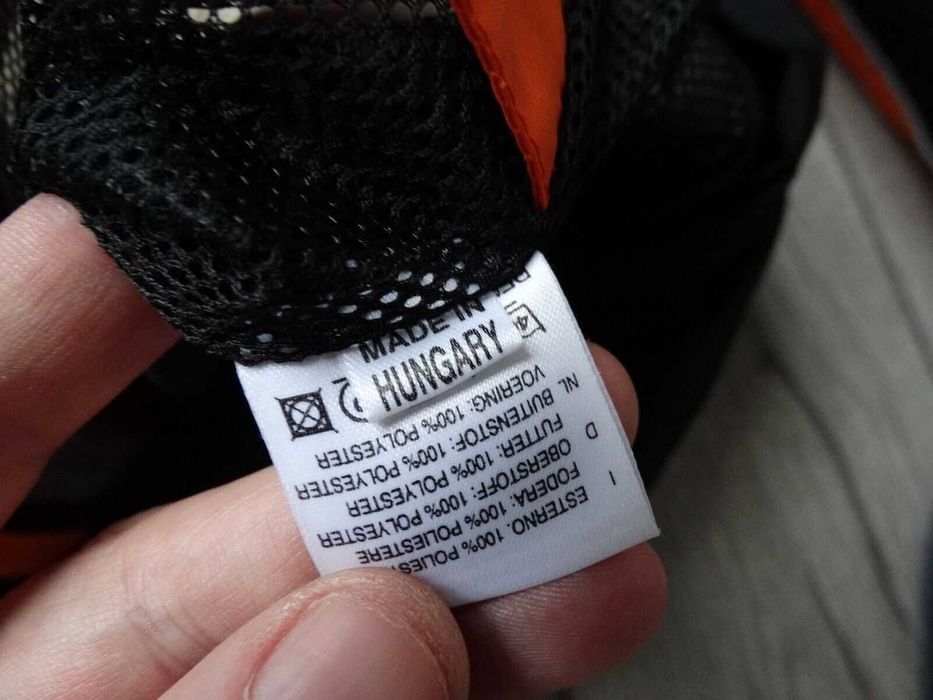 MADE IN
HUNGARY
I ESTERNO. 100% POLIEST
FODERA: 100% POLIESTERE
D OBERSTOFF: 100% POLYESTER
FUTTER: 100% POLYESTER
NL BUITENSTOF: 100% POLYESTER
VOERING: 100% POLYESTER